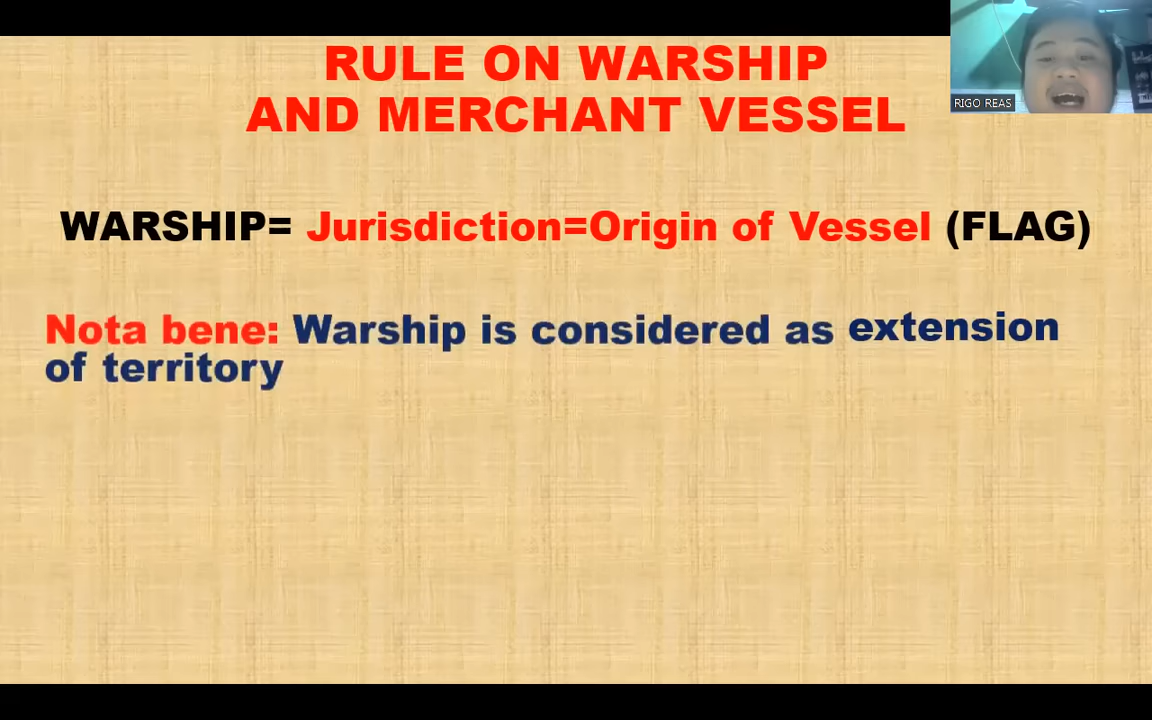 RULE ON WARSHIP
AND MERCHANT VESSEL
RIGO REAS
WARSHIP= Jurisdiction=Origin of Vessel (FLAG)
Nota bene: Warship is considered as extension
of territory